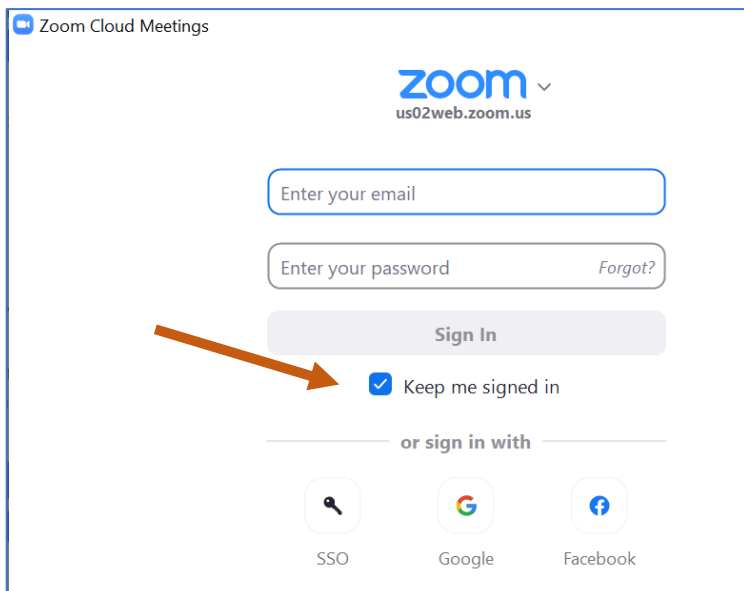 Zoom Cloud Meetings
zoom
us02web.zoom.us
Enter your email
Enter your password Forgot?
Sign In
Keep me signed in
or sign in with
SSO Google Facebook